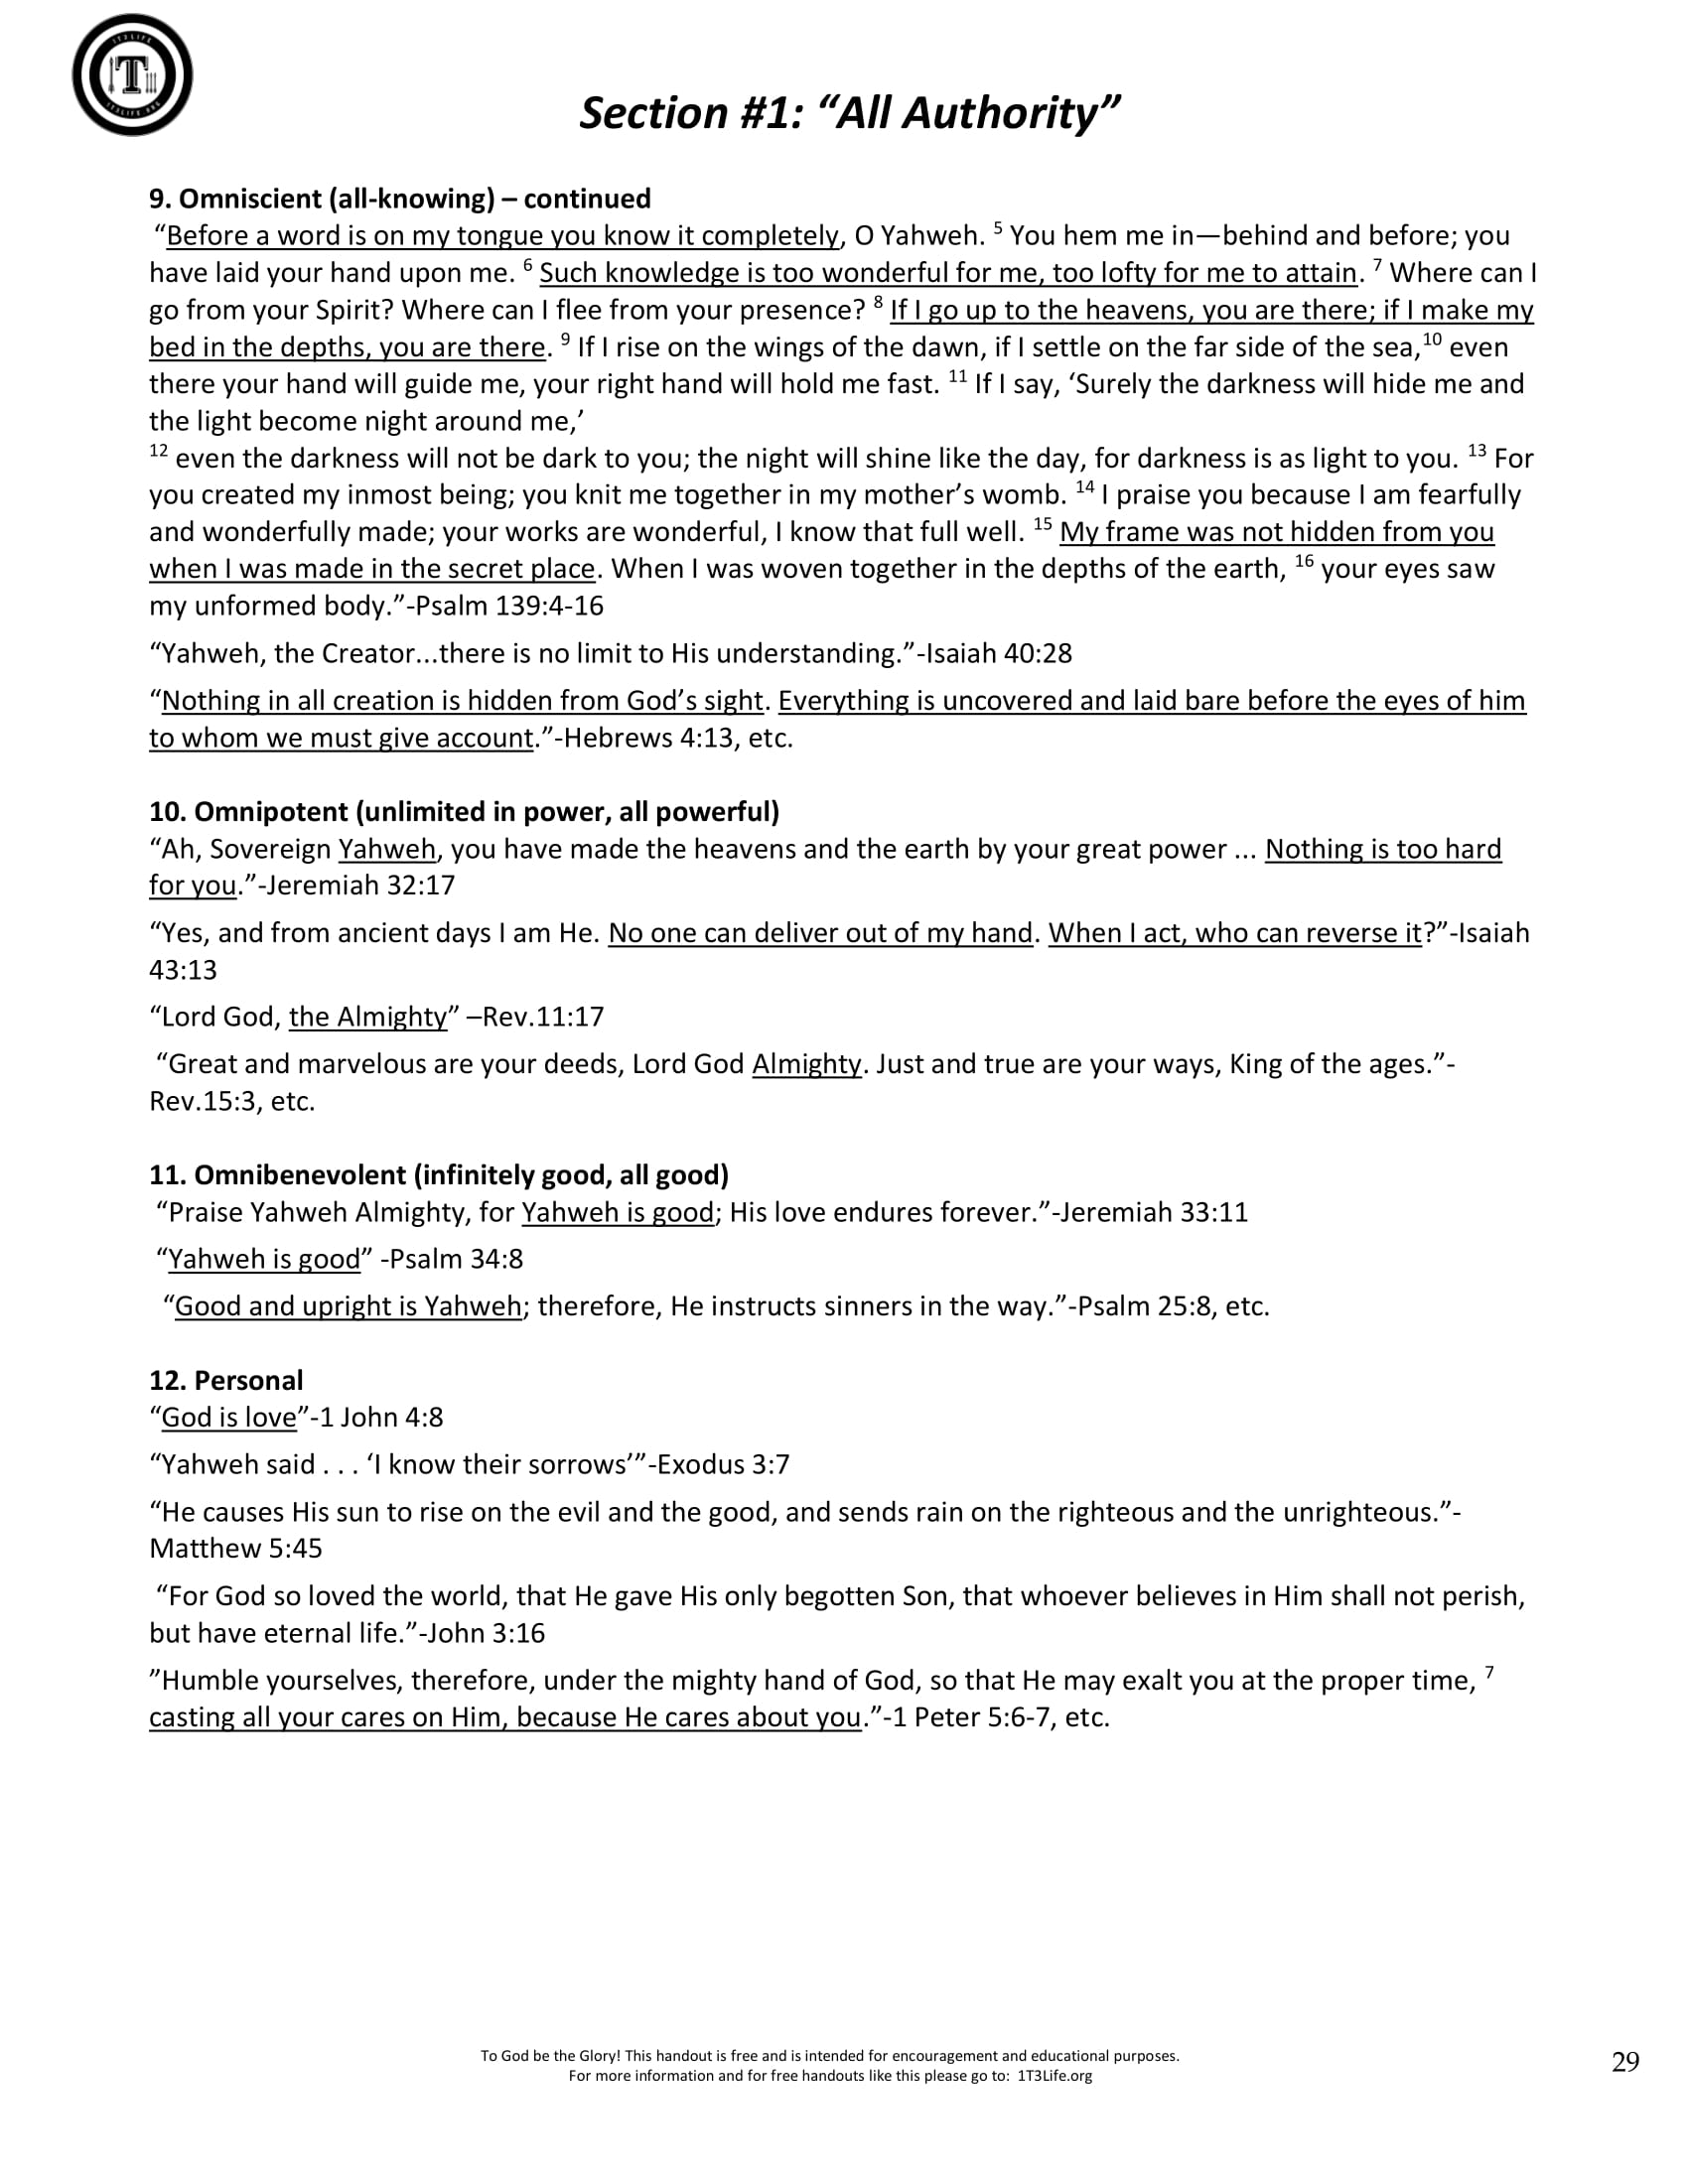 1T3LIFE
T
1T3LIFE.ORG
Section #1: “All Authority”
9. Omniscient (all-knowing) – continued
“Before a word is on my tongue you know it completely, O Yahweh. 5 You hem me in—behind and before; you
have laid your hand upon me. 6 Such knowledge is too wonderful for me, too lofty for me to attain. 7 Where can I
go from your Spirit? Where can I flee from your presence? 8 If I go up to the heavens, you are there; if I make my
bed in the depths, you are there. 9 If I rise on the wings of the dawn, if I settle on the far side of the sea,10 even
there your hand will guide me, your right hand will hold me fast. 11 If I say, ‘Surely the darkness will hide me and
the light become night around me,’
12 even the darkness will not be dark to you; the night will shine like the day, for darkness is as light to you. 13 For
you created my inmost being; you knit me together in my mother’s womb. 14 I praise you because I am fearfully
and wonderfully made; your works are wonderful, I know that full well. 15 My frame was not hidden from you
when I was made in the secret place. When I was woven together in the depths of the earth, 16 your eyes saw
my unformed body.”-Psalm 139:4-16
“Yahweh, the Creator...there is no limit to His understanding.”-Isaiah 40:28
“Nothing in all creation is hidden from God’s sight. Everything is uncovered and laid bare before the eyes of him
to whom we must give account.”-Hebrews 4:13, etc.
10. Omnipotent (unlimited in power, all powerful)
“Ah, Sovereign Yahweh, you have made the heavens and the earth by your great power ... Nothing is too hard
for you.”-Jeremiah 32:17
“Yes, and from ancient days I am He. No one can deliver out of my hand. When I act, who can reverse it?”-Isaiah
43:13
“Lord God, the Almighty” –Rev.11:17
“Great and marvelous are your deeds, Lord God Almighty. Just and true are your ways, King of the ages.”-
Rev.15:3, etc.
11. Omnibenevolent (infinitely good, all good)
“Praise Yahweh Almighty, for Yahweh is good; His love endures forever.”-Jeremiah 33:11
“Yahweh is good” -Psalm 34:8
“Good and upright is Yahweh; therefore, He instructs sinners in the way.”-Psalm 25:8, etc.
12. Personal
“God is love”-1 John 4:8
“Yahweh said . . . ‘I know their sorrows’”-Exodus 3:7
“He causes His sun to rise on the evil and the good, and sends rain on the righteous and the unrighteous.”-
Matthew 5:45
“For God so loved the world, that He gave His only begotten Son, that whoever believes in Him shall not perish,
but have eternal life.”-John 3:16
”Humble yourselves, therefore, under the mighty hand of God, so that He may exalt you at the proper time, 7
casting all your cares on Him, because He cares about you.”-1 Peter 5:6-7, etc.
To God be the Glory! This handout is free and is intended for encouragement and educational purposes.
For more information and for free handouts like this please go to:  1T3Life.org
29